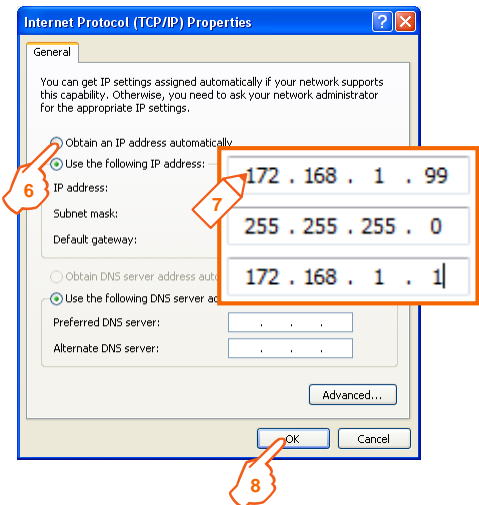 Internet Protocol (TCP/IP) Properties
General
You can get IP settings assigned automatically if your network supports
this capability. Otherwise, you need to ask your network administrator
for the appropriate IP settings.
Obtain an IP address automatically
Use the following IP address:
6
IP address:
172 . 168 . 1 . 99
7
Subnet mask:
255 . 255 . 255 . 0
Default gateway:
172 . 168 . 1 . 1
Obtain DNS server address
Use the following DNS server
Preferred DNS server:
. . .
Alternate DNS server:
. . .
Advanced...
OK
Cancel
8